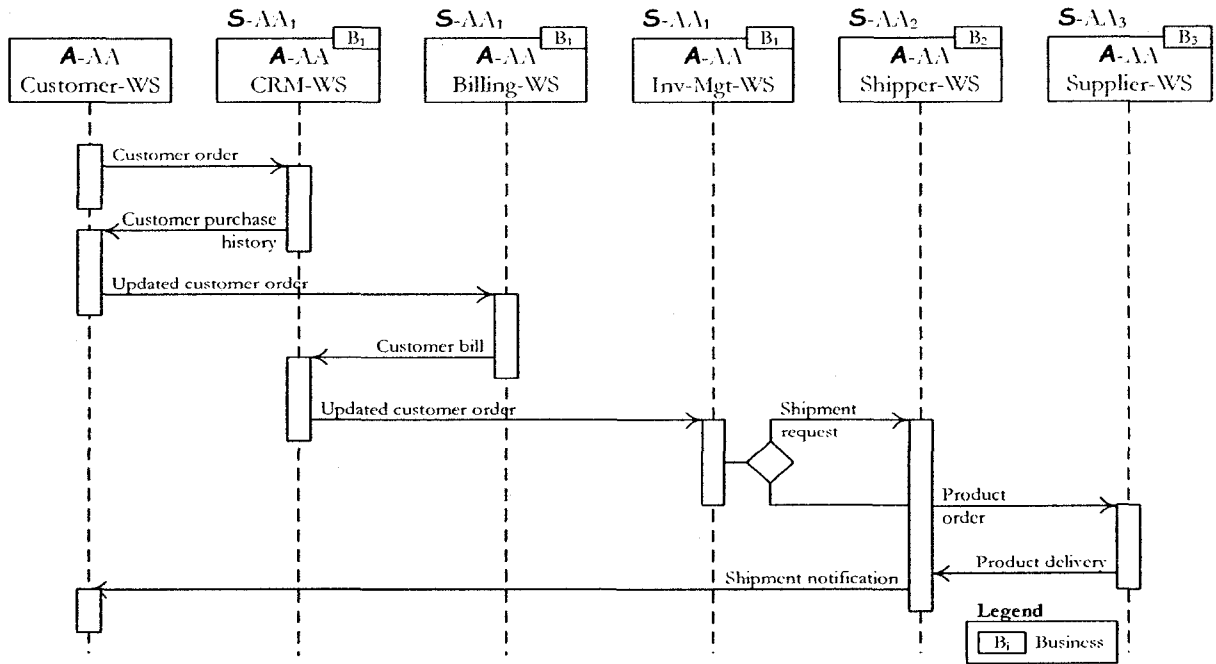 S-AA1 S-AA1 S-AA1 S-AA2 S-AA3
B1 B1 B1 B2 B3
A-AA A-AA A-AA A-AA A-AA A-AA
Customer-WS CRM-WS Billing-WS Inv-Mgt-WS Shipper-WS Supplier-WS
Customer order
Customer purchase
history
Updated customer order
Customer bill
Updated customer order
Shipment
request
Product
order
Product delivery
Shipment notification
Legend
Bi Business